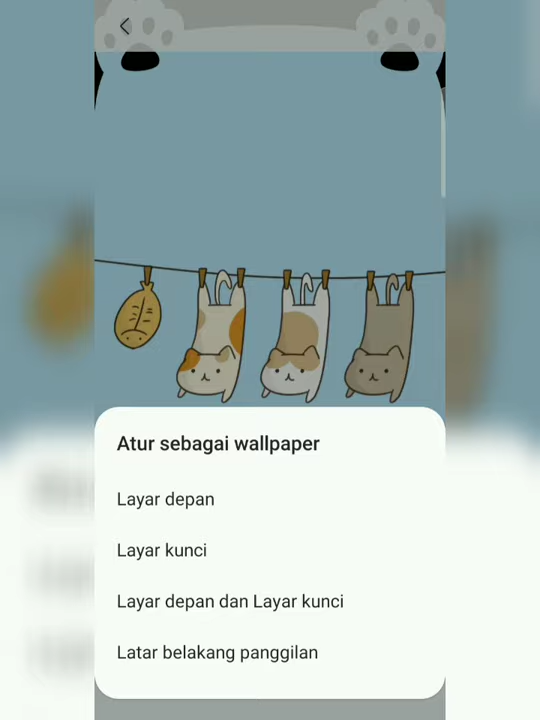 Atur sebagai wallpaper
Layar depan
Layar kunci
Layar depan dan Layar kunci
Latar belakang panggilan